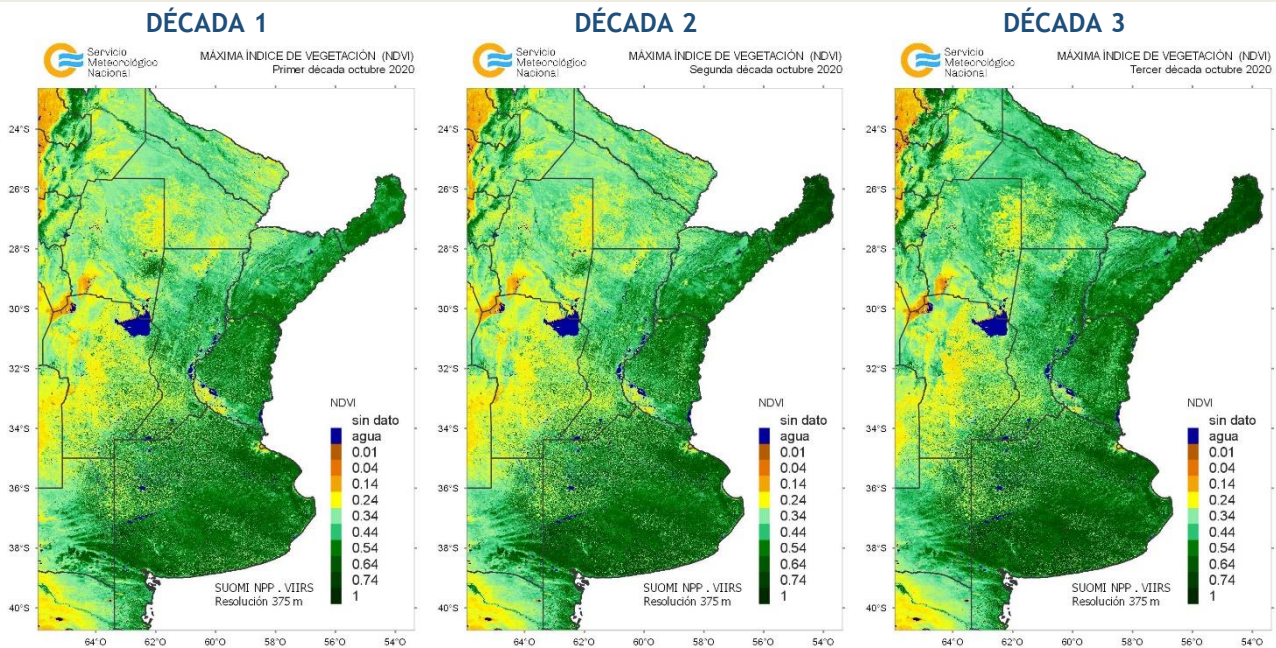 DÉCADA 1
Servicio
Meteorológico
Nacional
MÁXIMA ÍNDICE DE VEGETACIÓN (NDVI)
Primer década octubre 2020
24°S
26°S
28°S
30°S
32°S
34°S
36°S
38°S
40°S
NDVI
sin dato
agua
0.01
0.04
0.14
0.24
0.34
0.44
0.54
0.64
0.74
1
SUOMI NPP . VIIRS
Resolución 375 m
64°O
62°O
60°O
58°O
56°O
54°O
DÉCADA 2
Servicio
Meteorológico
Nacional
MÁXIMA ÍNDICE DE VEGETACIÓN (NDVI)
Segunda década octubre 2020
24°S
26°S
28°S
30°S
32°S
34°S
36°S
38°S
40°S
NDVI
sin dato
agua
0.01
0.04
0.14
0.24
0.34
0.44
0.54
0.64
0.74
1
SUOMI NPP . VIIRS
Resolución 375 m
64°O
62°O
60°O
58°O
56°O
54°O
DÉCADA 3
Servicio
Meteorológico
Nacional
MÁXIMA ÍNDICE DE VEGETACIÓN (NDVI)
Tercer década octubre 2020
24°S
26°S
28°S
30°S
32°S
34°S
36°S
38°S
40°S
NDVI
sin dato
agua
0.01
0.04
0.14
0.24
0.34
0.44
0.54
0.64
0.74
1
SUOMI NPP . VIIRS
Resolución 375 m
64°O
62°O
60°O
58°O
56°O
54°O